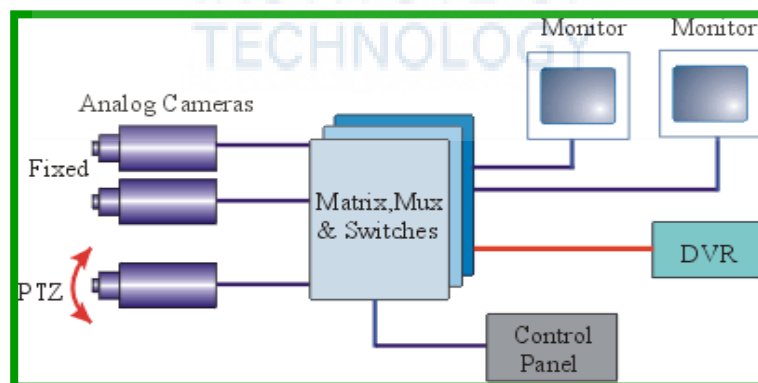 TECHNOLOGY
Monitor
Monitor
Analog Cameras
Fixed
Matrix,Mux
& Switches
PTZ
DVR
Control
Panel